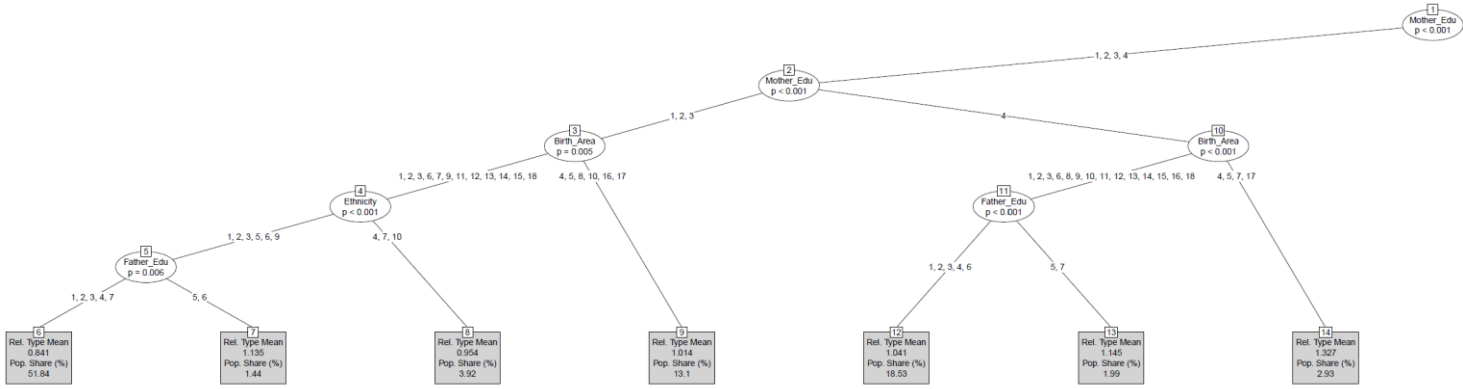 1
Mother_Edu
p < 0.001
1, 2, 3, 4
2
Mother_Edu
p < 0.001
1, 2, 3
4
3
Birth_Area
p = 0.005
10
Birth_Area
p < 0.001
1, 2, 3, 6, 7, 9, 11, 12, 13, 14, 15, 18
4, 5, 8, 10, 16, 17
1, 2, 3, 6, 8, 9, 10, 11, 12, 13, 14, 15, 16, 18
4, 5, 7, 17
4
Ethnicity
p < 0.001
11
Father_Edu
p < 0.001
1, 2, 3, 5, 6, 9
4, 7, 10
5
Father_Edu
p = 0.006
1, 2, 3, 4, 6
5, 7
1, 2, 3, 4, 7
5, 6
6
Rel. Type Mean
0.841
Pop. Share (%)
51.84
7
Rel. Type Mean
1.135
Pop. Share (%)
1.44
8
Rel. Type Mean
0.954
Pop. Share (%)
3.92
9
Rel. Type Mean
1.014
Pop. Share (%)
13.1
12
Rel. Type Mean
1.041
Pop. Share (%)
18.53
13
Rel. Type Mean
1.145
Pop. Share (%)
1.99
14
Rel. Type Mean
1.327
Pop. Share (%)
2.93